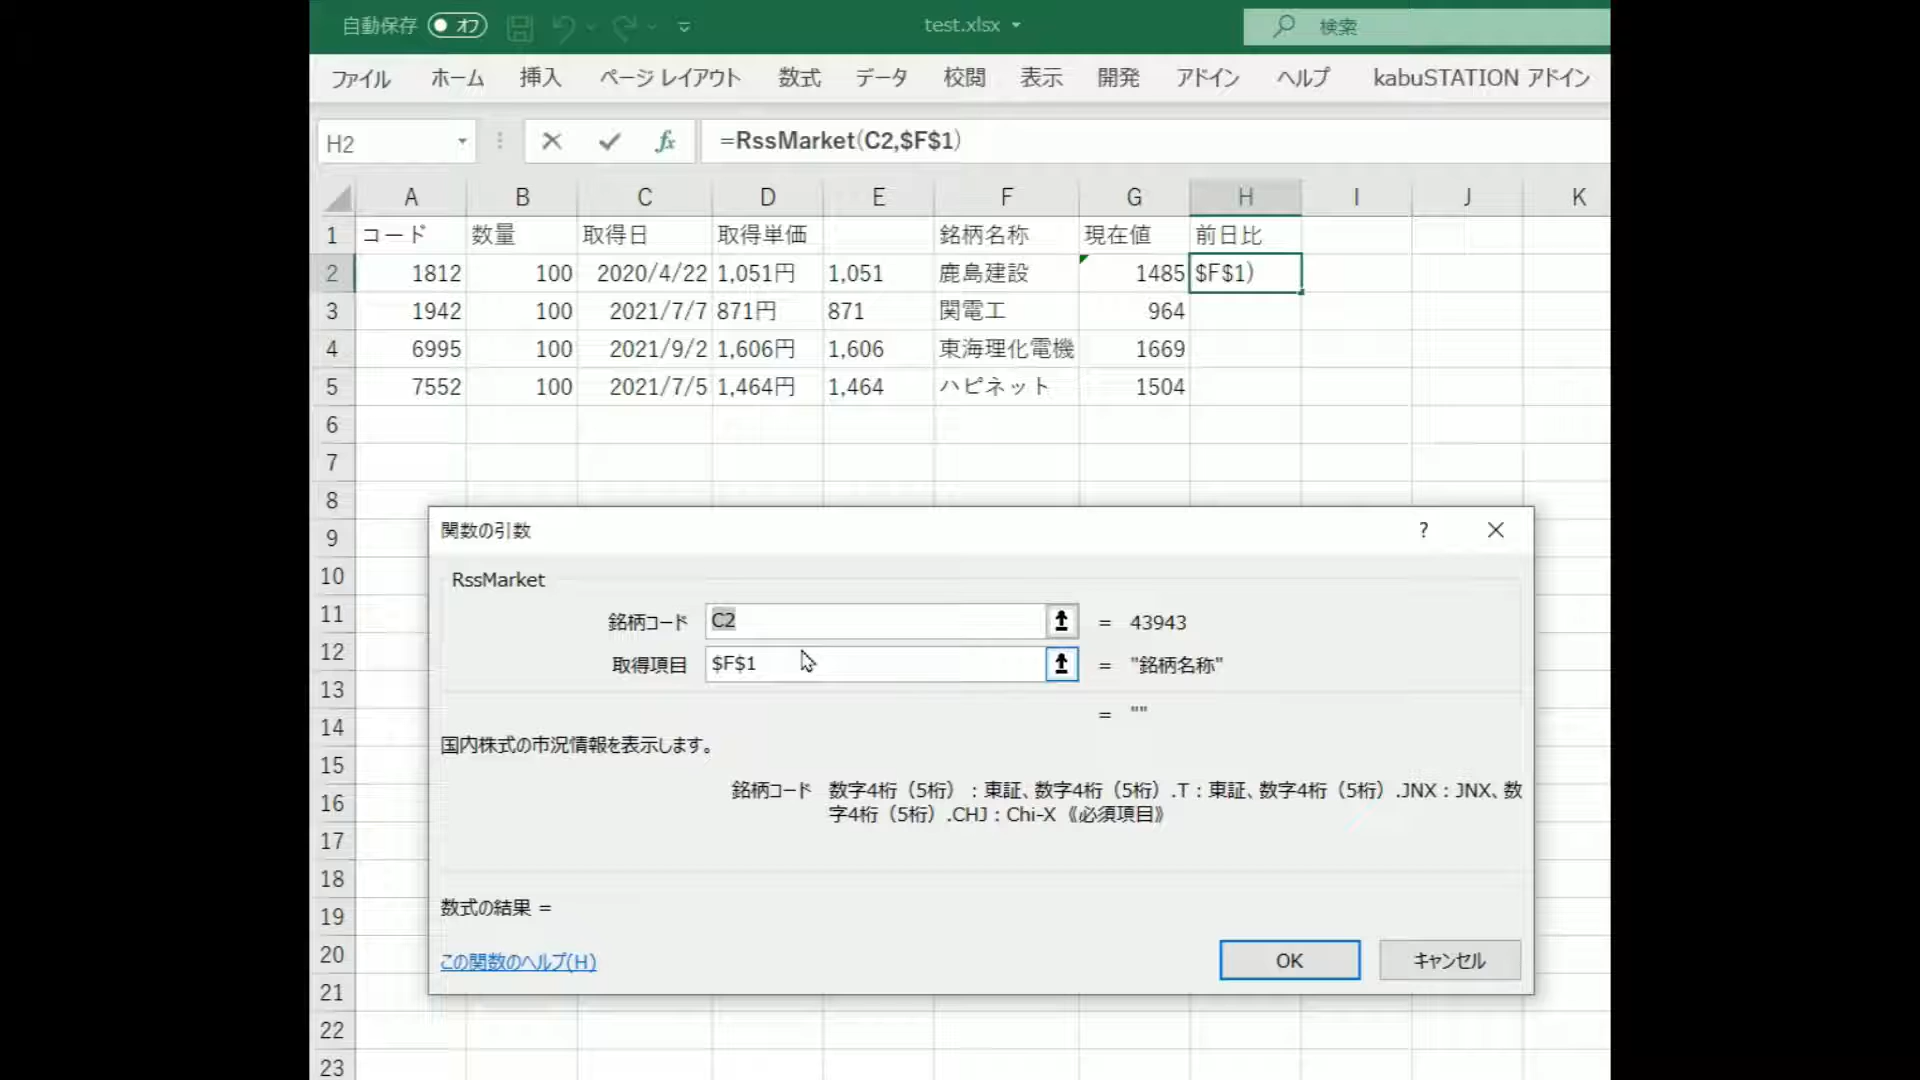 自動保存 オフ test.xlsx 検索
ファイル ホーム 挿入 ページ レイアウト 数式 データ 校閲 表示 開発 アドイン ヘルプ kabuSTATION アドイン
H2 fx =RssMarket(C2,$F$1)
A B C D E F G H I J K
1 コード 数量 取得日 取得単価 銘柄名称 現在値 前日比
2 1812 100 2020/4/22 1,051円 1,051 鹿島建設 1485 $F$1)
3 1942 100 2021/7/7 871円 871 関電工 964
4 6995 100 2021/9/2 1,606円 1,606 東海理化電機 1669
5 7552 100 2021/7/5 1,464円 1,464 ハピネット 1504
6
7
8
9
10
11
12
13
14
15
16
17
18
19
20
21
22
23
関数の引数 ?
RssMarket
銘柄コード C2 = 43943
取得項目 $F$1 = "銘柄名称"
= ""
国内株式の市況情報を表示します。
銘柄コード 数字4桁（5桁）：東証、数字4桁（5桁）.T：東証、数字4桁（5桁）.JNX：JNX、数
字4桁（5桁）.CHJ：Chi-X 《必須項目》
数式の結果 =
この関数のヘルプ(H) OK キャンセル